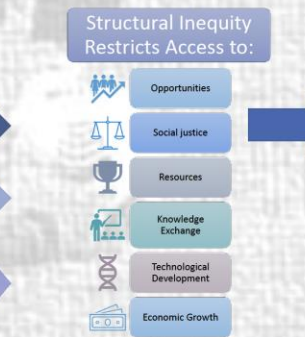 Structural Inequity
Restricts Access to:
Opportunities
Social justice
Resources
Knowledge
Exchange
Technological
Development
Economic Growth